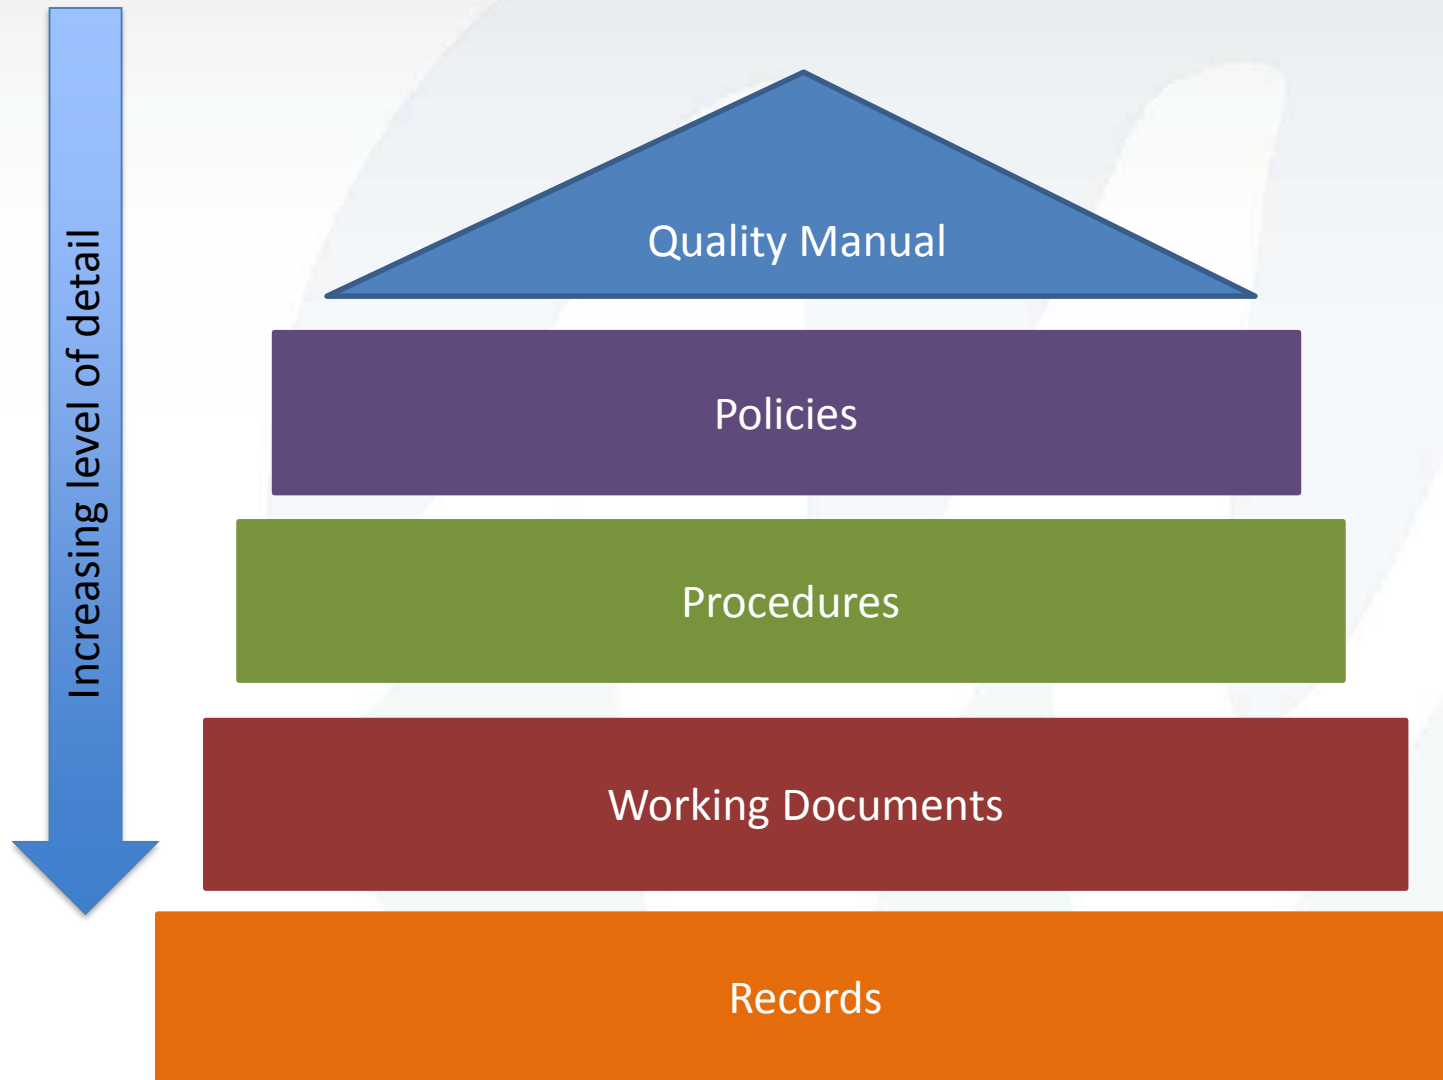 Increasing level of detail
Quality Manual
Policies
Procedures
Working Documents
Records